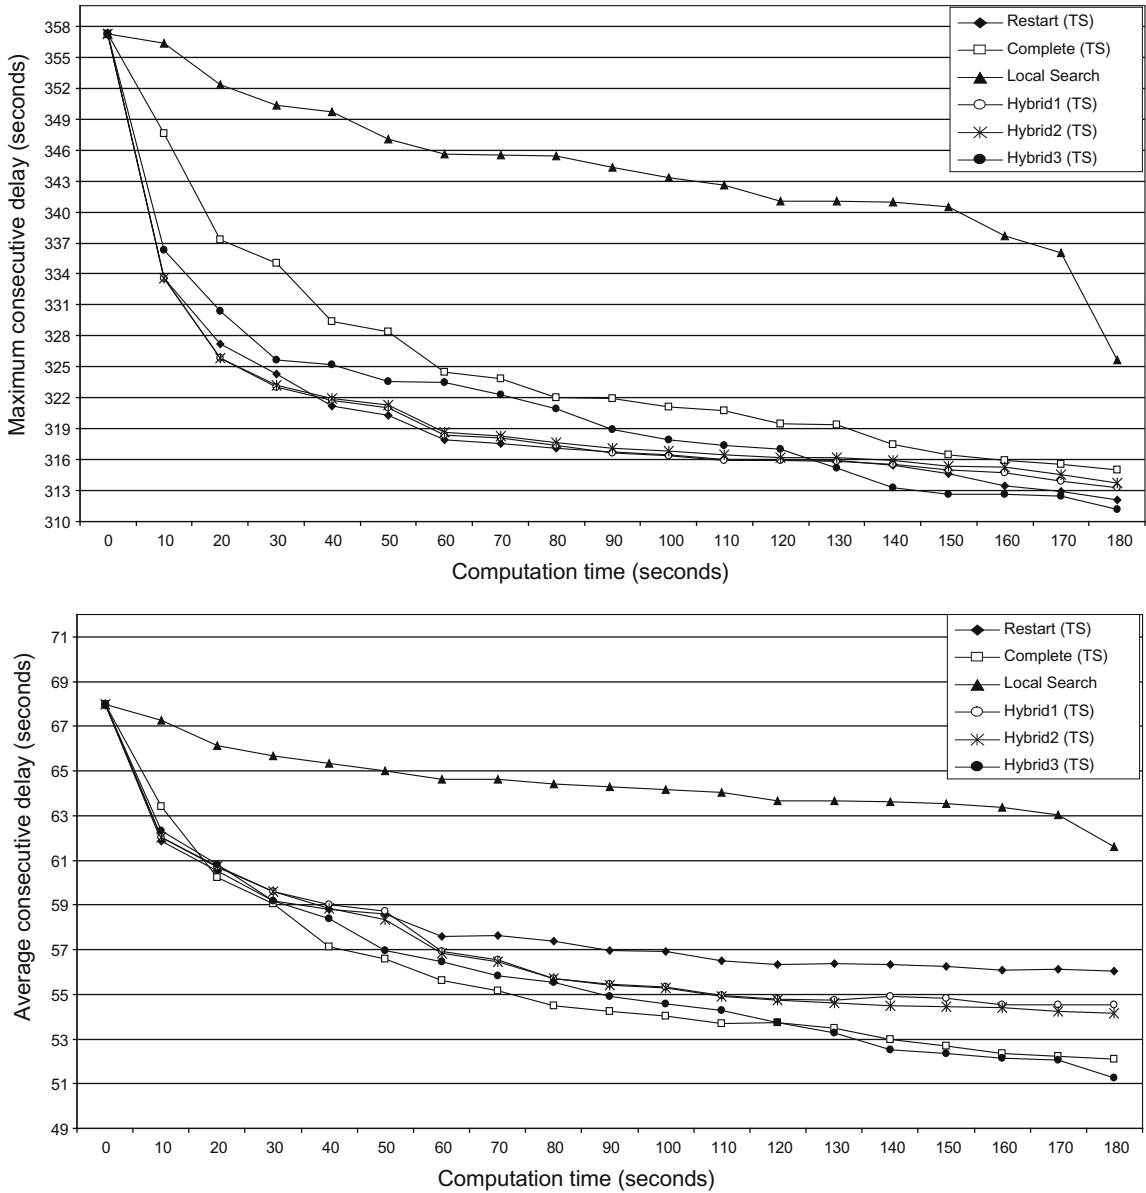 Maximum consecutive delay (seconds)
358
355
352
349
346
343
340
337
334
331
328
325
322
319
316
313
310
Restart (TS)
Complete (TS)
Local Search
Hybrid1 (TS)
Hybrid2 (TS)
Hybrid3 (TS)
0 10 20 30 40 50 60 70 80 90 100 110 120 130 140 150 160 170 180
Computation time (seconds)
Average consecutive delay (seconds)
71
69
67
65
63
61
59
57
55
53
51
49
Restart (TS)
Complete (TS)
Local Search
Hybrid1 (TS)
Hybrid2 (TS)
Hybrid3 (TS)
0 10 20 30 40 50 60 70 80 90 100 110 120 130 140 150 160 170 180
Computation time (seconds)